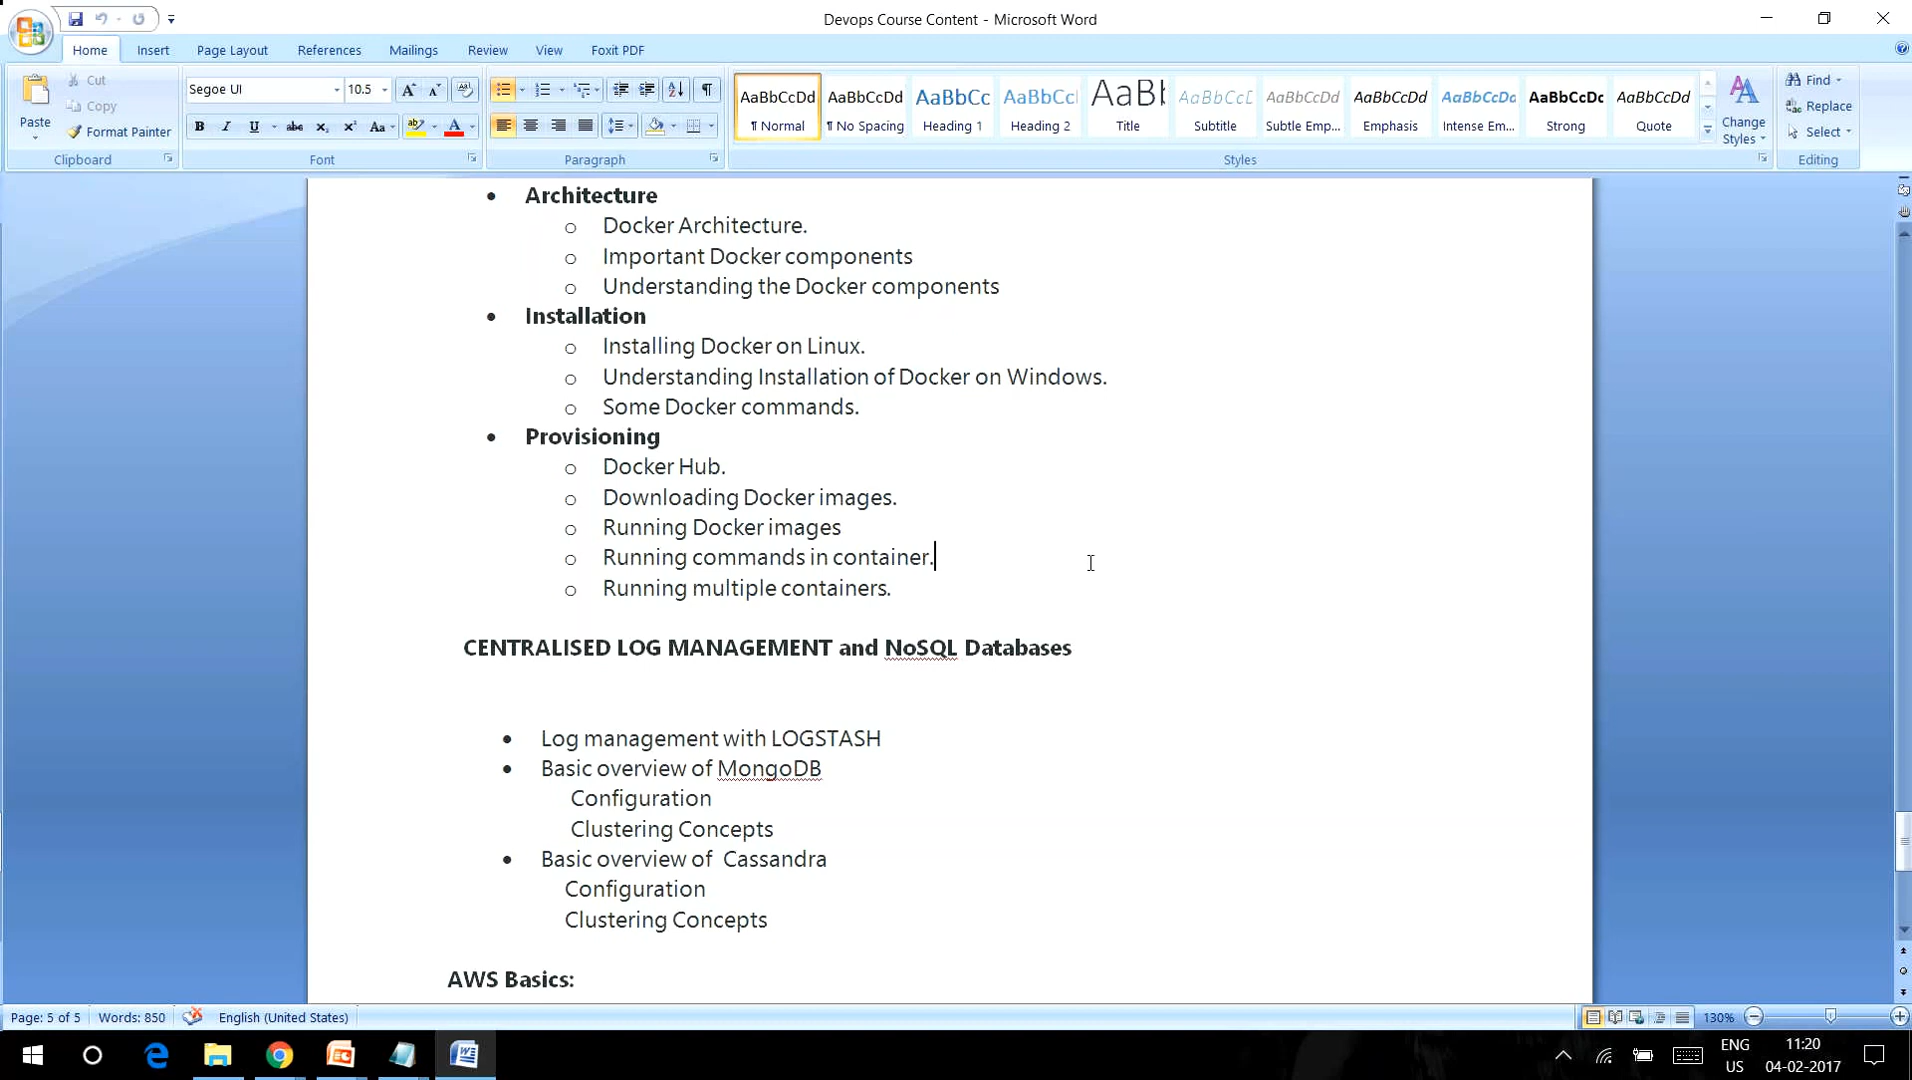 Devops Course Content - Microsoft Word
Home Insert Page Layout References Mailings Review View Foxit PDF
Paste
Cut
Copy
Format Painter
Clipboard
Segoe UI 10.5
B I U abc X₂ X² Aa
Font
Paragraph
AaBbCcDd AaBbCcDd AaBbCc AaBbCc AaBb AaBbCcD AaBbCcDd AaBbCcDd AaBbCcDd AaBbCcDc AaBbCcDd
¶ Normal ¶ No Spacing Heading 1 Heading 2 Title Subtitle Subtle Emp... Emphasis Intense Em... Strong Quote
Styles
Change
Styles
Find
Replace
Select
Editing
• Architecture
o Docker Architecture.
o Important Docker components
o Understanding the Docker components
• Installation
o Installing Docker on Linux.
o Understanding Installation of Docker on Windows.
o Some Docker commands.
• Provisioning
o Docker Hub.
o Downloading Docker images.
o Running Docker images
o Running commands in container.
o Running multiple containers.
CENTRALISED LOG MANAGEMENT and NoSQL Databases
• Log management with LOGSTASH
• Basic overview of MongoDB
Configuration
Clustering Concepts
• Basic overview of Cassandra
Configuration
Clustering Concepts
AWS Basics:
Page: 5 of 5 Words: 850 English (United States) 130%
ENG
US
11:20
04-02-2017